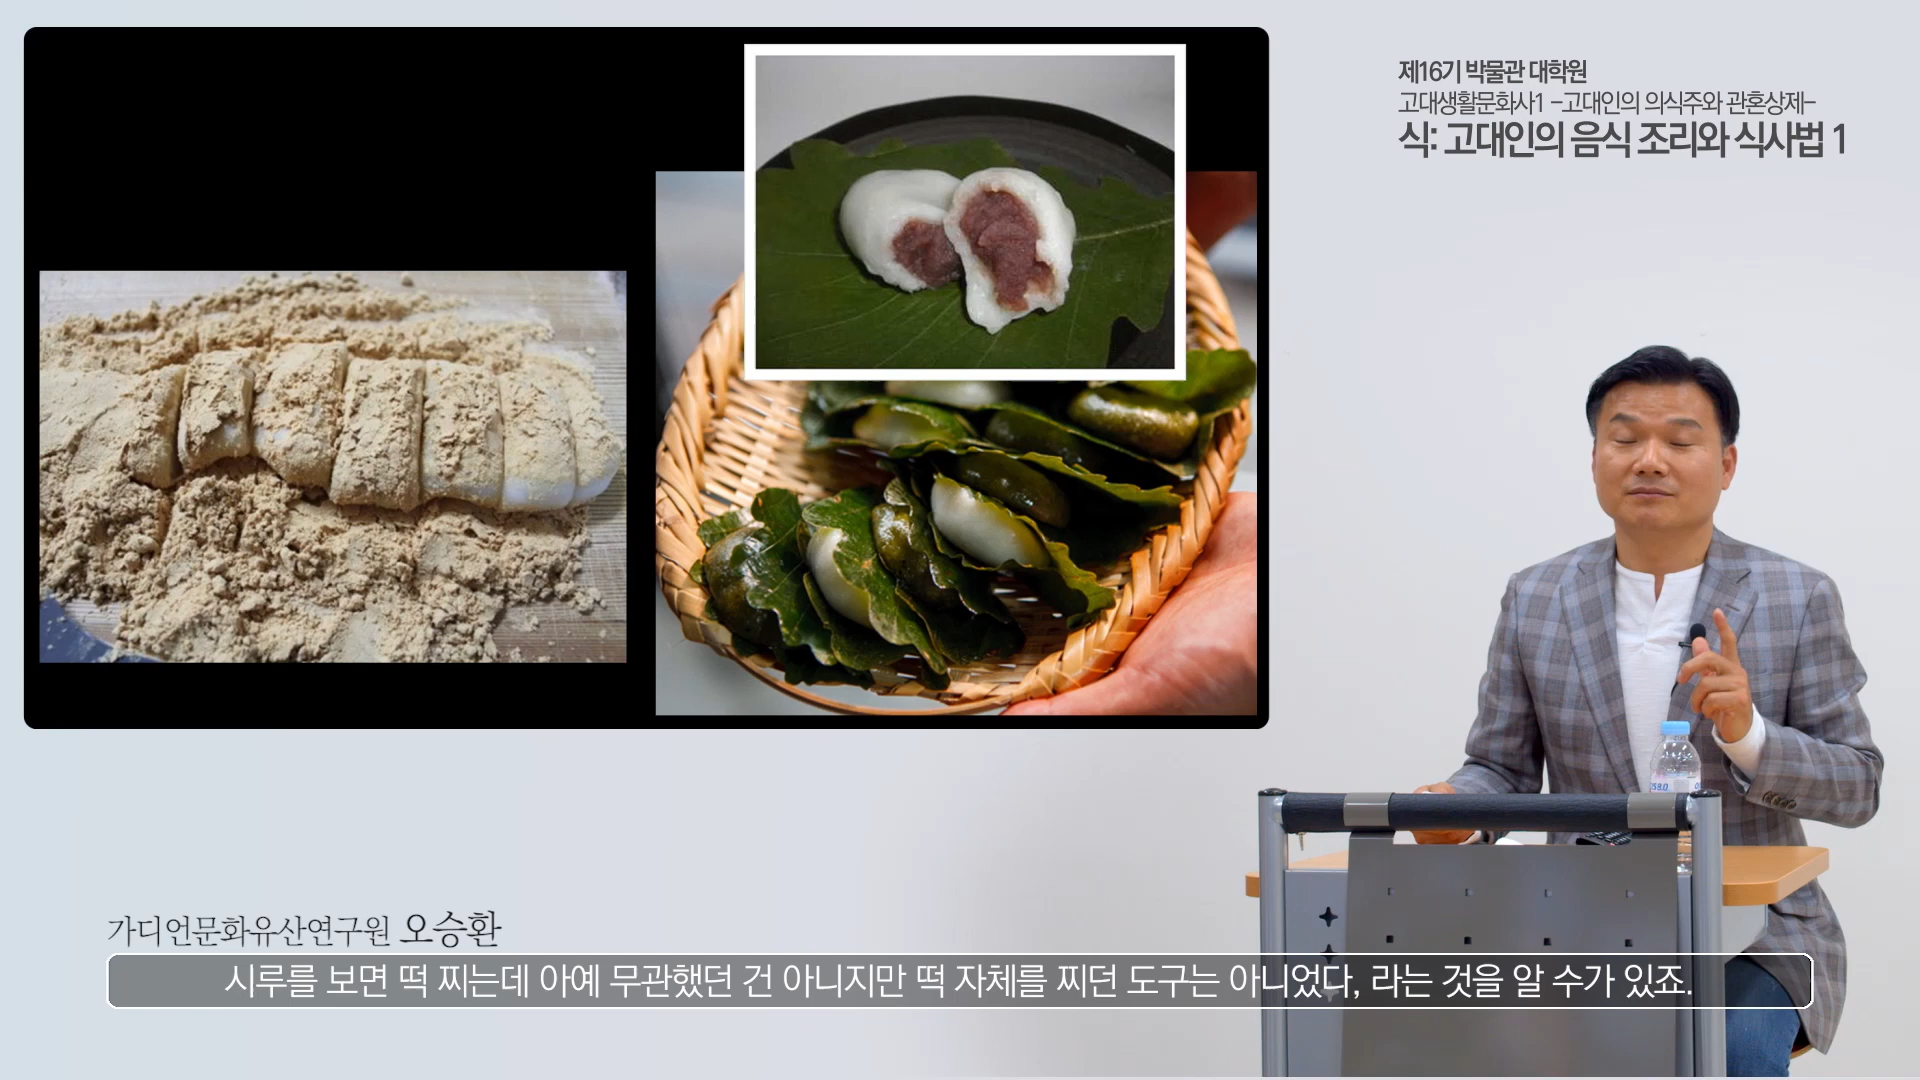 제16기 박물관 대학원
고대생활문화사1 -고대인의 의식주와 관혼상제-
식: 고대인의 음식 조리와 식사법 1
58.0
가디언문화유산연구원 오승환
시루를 보면 떡 찌는데 아예 무관했던 건 아니지만 떡 자체를 찌던 도구는 아니었다, 라는 것을 알 수가 있죠.